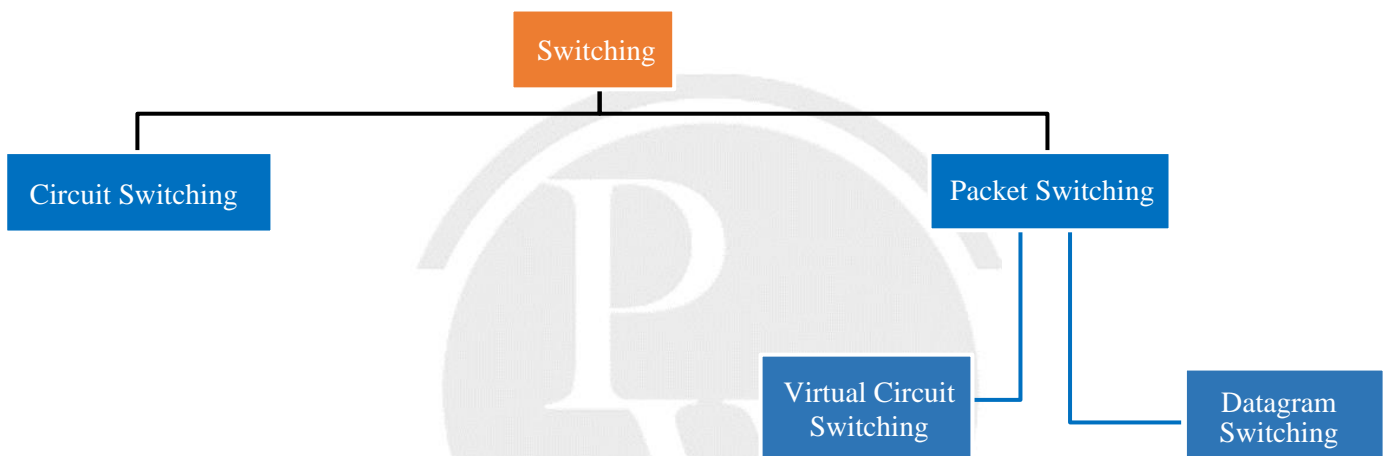 Switching
Circuit Switching
Packet Switching
Virtual Circuit
Switching
Datagram
Switching
P